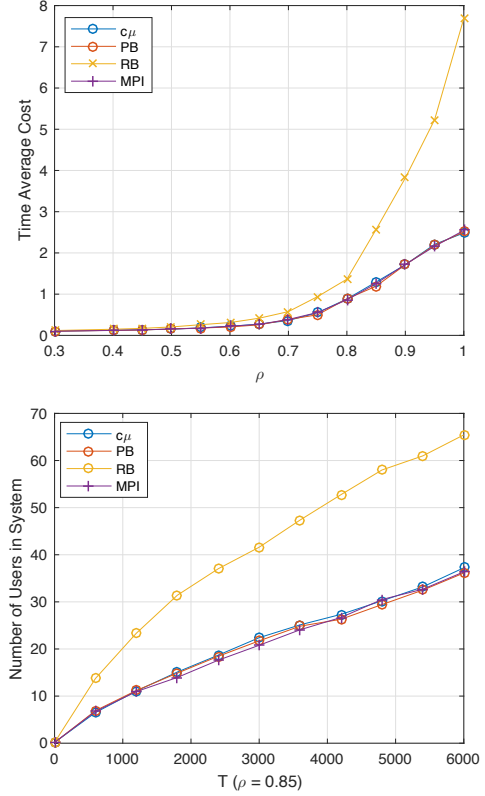 8
7
6
5
4
3
2
1
0
Time Average Cost
cμ
PB
RB
MPI
0.3 0.4 0.5 0.6 0.7 0.8 0.9 1
ρ
70
60
50
40
30
20
10
0
Number of Users in System
cμ
PB
RB
MPI
0 1000 2000 3000 4000 5000 6000
T (ρ = 0.85)